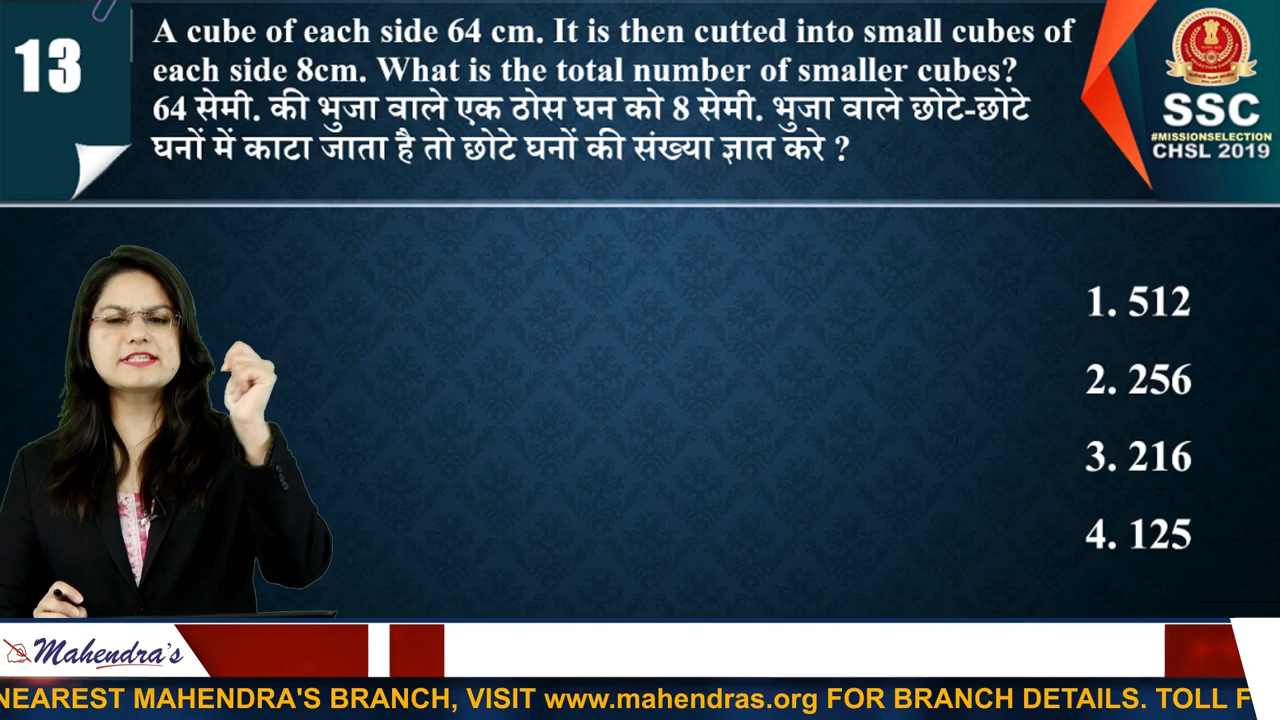 13
A cube of each side 64 cm. It is then cutted into small cubes of
each side 8cm. What is the total number of smaller cubes?
64 सेमी. की भुजा वाले एक ठोस घन को 8 सेमी. भुजा वाले छोटे-छोटे
घनों में काटा जाता है तो छोटे घनों की संख्या ज्ञात करे ?
SSC
#MISSIONSELECTION
CHSL 2019
1. 512
2. 256
3. 216
4. 125
Mahendra's
NEAREST MAHENDRA'S BRANCH, VISIT www.mahendras.org FOR BRANCH DETAILS. TOLL F